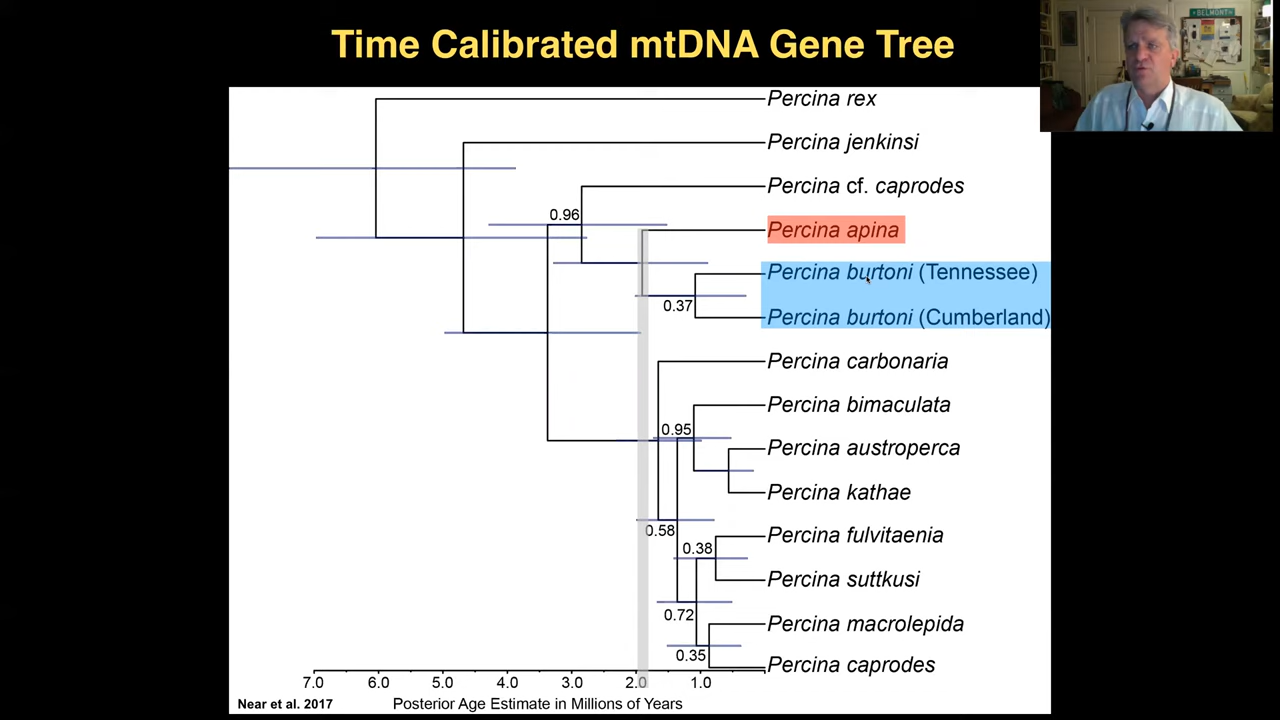 Time Calibrated mtDNA Gene Tree
BELMONT
Percina rex
Percina jenkinsi
Percina cf. caprodes
0.96
Percina apina
Percina burtoni (Tennessee)
0.37
Percina burtoni (Cumberland)
Percina carbonaria
Percina bimaculata
0.95
Percina austroperca
Percina kathae
0.58
Percina fulvitaenia
0.38
Percina suttkusi
0.72
Percina macrolepida
0.35
Percina caprodes
7.0 6.0 5.0 4.0 3.0 2.0 1.0
Near et al. 2017
Posterior Age Estimate in Millions of Years